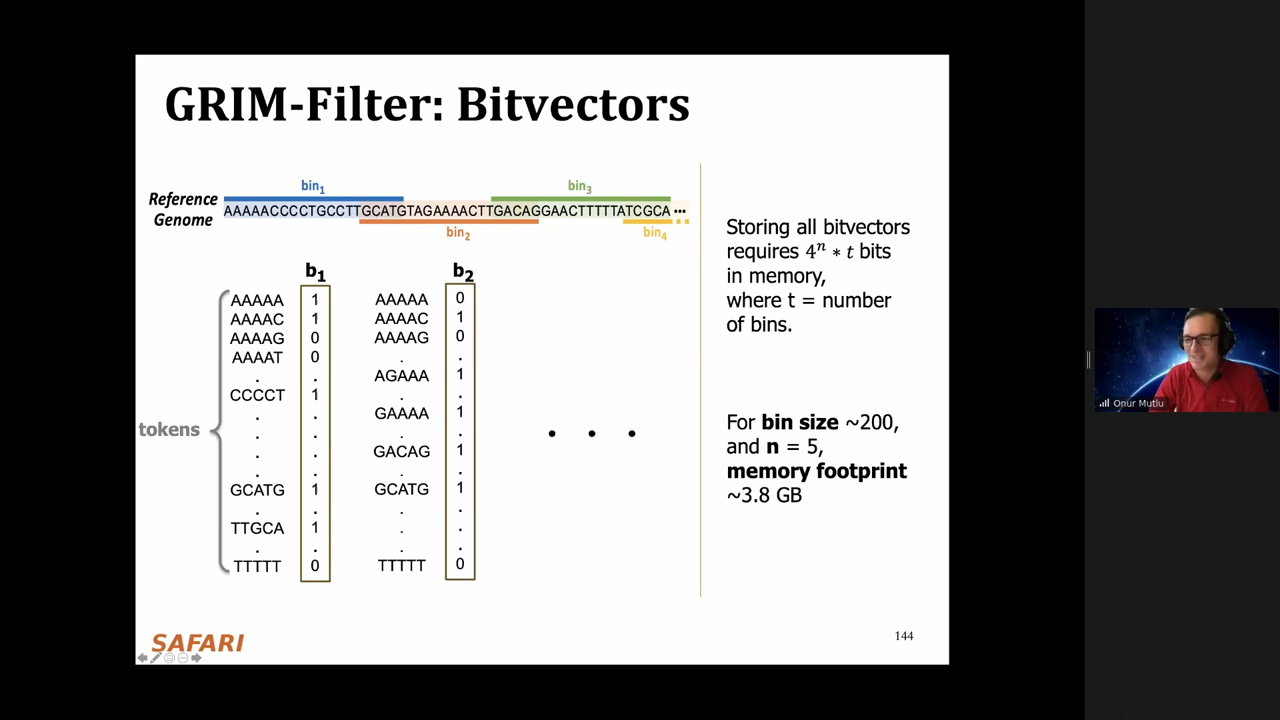 GRIM-Filter: Bitvectors
bin1
bin3
Reference
Genome
AAAAACCCCTGCCTTGCATGTAGAAAACTTGACAGGAACTTTTTATCGCA •••
bin2
bin4
b1
b2
tokens
AAAAA 1 AAAAA 0
AAAAC 1 AAAAC 1
AAAAG 0 AAAAG 0
AAAAT 0 . .
. . AGAAA 1
CCCCT 1 . .
. . GAAAA 1
. . . .
. . GACAG 1
. . . .
GCATG 1 GCATG 1
. . . .
TTGCA 1 . .
. . . .
TTTTT 0 TTTTT 0
• • •
Storing all bitvectors
requires 4ⁿ ∗ t bits
in memory,
where t = number
of bins.
For bin size ~200,
and n = 5,
memory footprint
~3.8 GB
SAFARI
144
Onur Mutlu